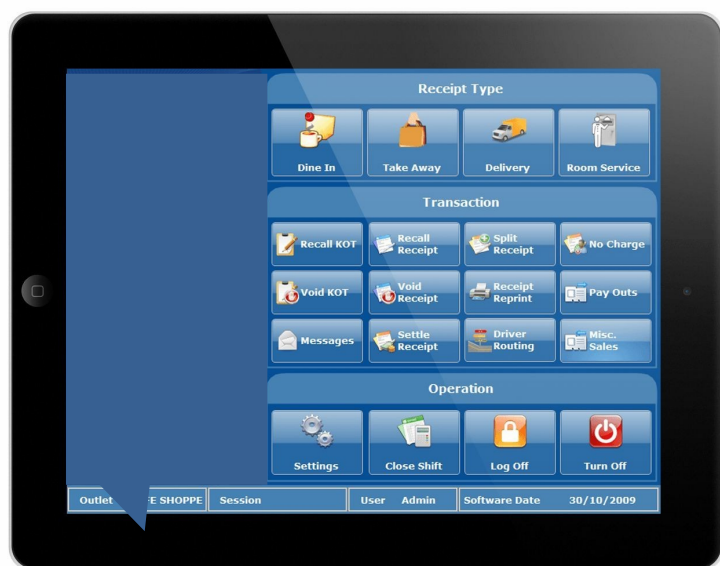 Receipt Type
Dine In
Take Away
Delivery
Room Service
Transaction
Recall KOT
Recall
Receipt
Split
Receipt
No Charge
Void KOT
Void
Receipt
Receipt
Reprint
Pay Outs
Messages
Settle
Receipt
Driver
Routing
Misc.
Sales
Operation
Settings
Close Shift
Log Off
Turn Off
Outlet SHOPPE Session User Admin Software Date 30/10/2009